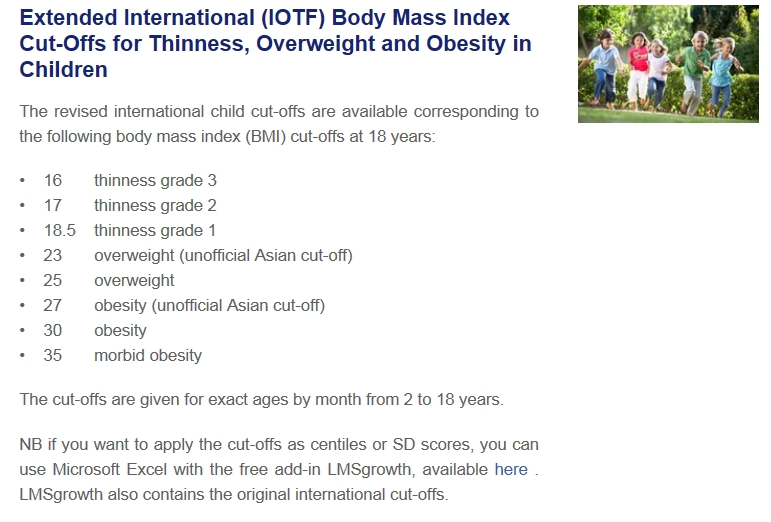 Extended International (IOTF) Body Mass Index
Cut-Offs for Thinness, Overweight and Obesity in
Children
The revised international child cut-offs are available corresponding to
the following body mass index (BMI) cut-offs at 18 years:
• 16 thinness grade 3
• 17 thinness grade 2
• 18.5 thinness grade 1
• 23 overweight (unofficial Asian cut-off)
• 25 overweight
• 27 obesity (unofficial Asian cut-off)
• 30 obesity
• 35 morbid obesity
The cut-offs are given for exact ages by month from 2 to 18 years.
NB if you want to apply the cut-offs as centiles or SD scores, you can
use Microsoft Excel with the free add-in LMSgrowth, available here .
LMSgrowth also contains the original international cut-offs.